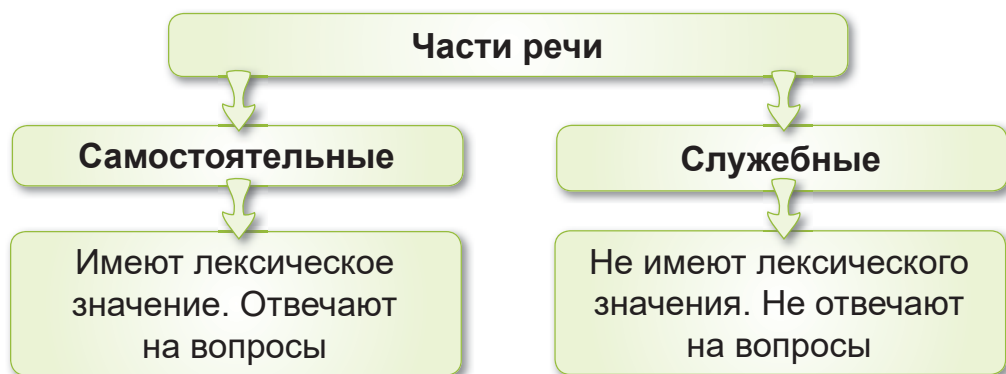 Части речи
Самостоятельные
Служебные
Имеют лексическое
значение. Отвечают
на вопросы
Не имеют лексического
значения. Не отвечают
на вопросы